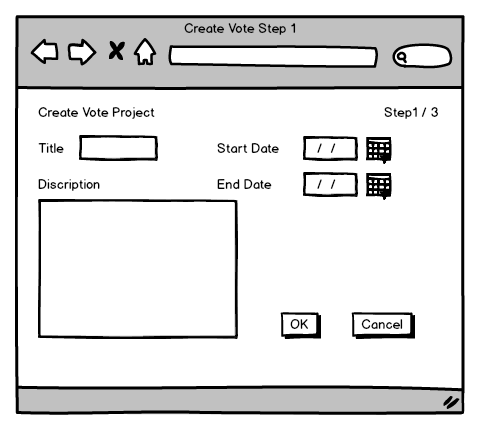 Create Vote Step 1
Create Vote Project
Step1 / 3
Title
Start Date
/ /
Discription
End Date
/ /
OK
Cancel